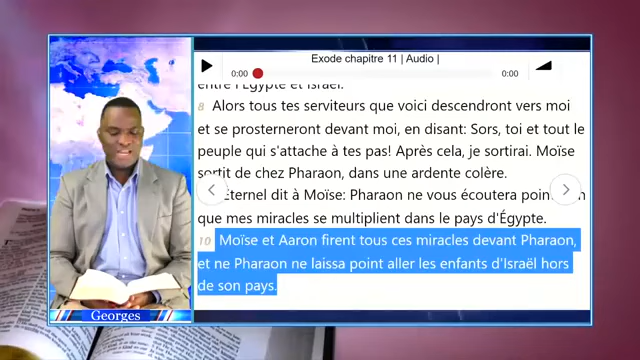 Exode chapitre 11 | Audio |
0:00
0:00
entre l'Égypte et Israël.
8 Alors tous tes serviteurs que voici descendront vers moi
et se prosterneront devant moi, en disant: Sors, toi et tout le
peuple qui s'attache à tes pas! Après cela, je sortirai. Moïse
sortit de chez Pharaon, dans une ardente colère.
Éternel dit à Moïse: Pharaon ne vous écoutera point
que mes miracles se multiplient dans le pays d'Égypte.
10 Moïse et Aaron firent tous ces miracles devant Pharaon,
et ne Pharaon ne laissa point aller les enfants d'Israël hors
de son pays.
Georges